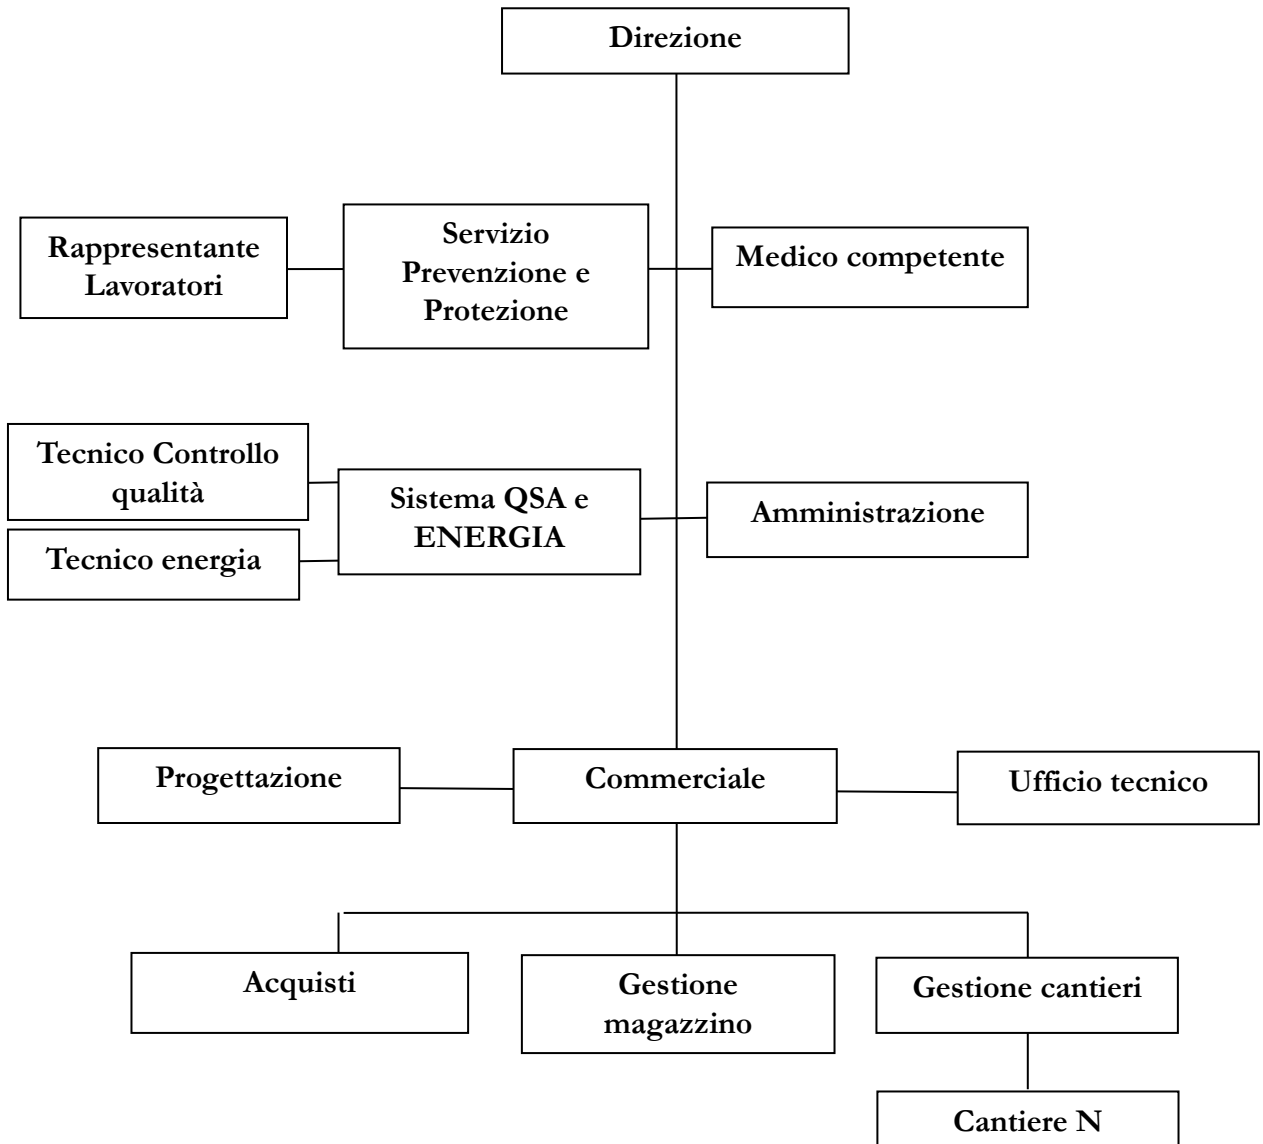 Direzione
Rappresentante
Lavoratori
Servizio
Prevenzione e
Protezione
Medico competente
Tecnico Controllo
qualità
Tecnico energia
Sistema QSA e
ENERGIA
Amministrazione
Progettazione
Commerciale
Ufficio tecnico
Acquisti
Gestione
magazzino
Gestione cantieri
Cantiere N